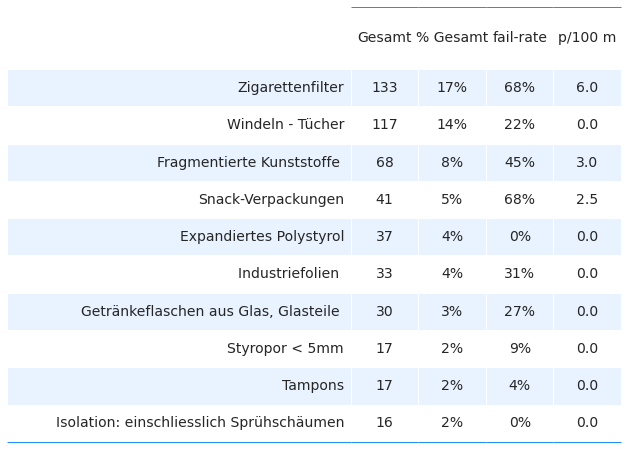 Gesamt % Gesamt fail-rate p/100 m
Zigarettenfilter 133 17% 68% 6.0
Windeln - Tücher 117 14% 22% 0.0
Fragmentierte Kunststoffe 68 8% 45% 3.0
Snack-Verpackungen 41 5% 68% 2.5
Expandiertes Polystyrol 37 4% 0% 0.0
Industriefolien 33 4% 31% 0.0
Getränkeflaschen aus Glas, Glasteile 30 3% 27% 0.0
Styropor < 5mm 17 2% 9% 0.0
Tampons 17 2% 4% 0.0
Isolation: einschliesslich Sprühschäumen 16 2% 0% 0.0